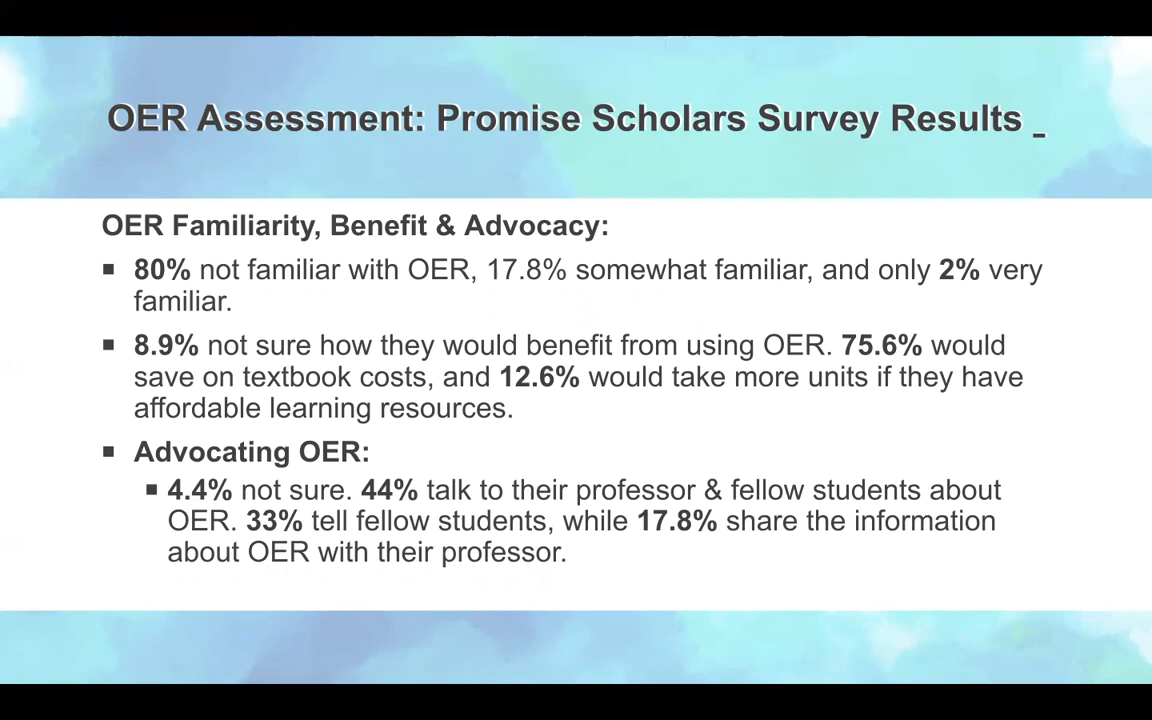 OER Assessment: Promise Scholars Survey Results _
OER Familiarity, Benefit & Advocacy:
▪ 80% not familiar with OER, 17.8% somewhat familiar, and only 2% very
familiar.
▪ 8.9% not sure how they would benefit from using OER. 75.6% would
save on textbook costs, and 12.6% would take more units if they have
affordable learning resources.
▪ Advocating OER:
▪ 4.4% not sure. 44% talk to their professor & fellow students about
OER. 33% tell fellow students, while 17.8% share the information
about OER with their professor.